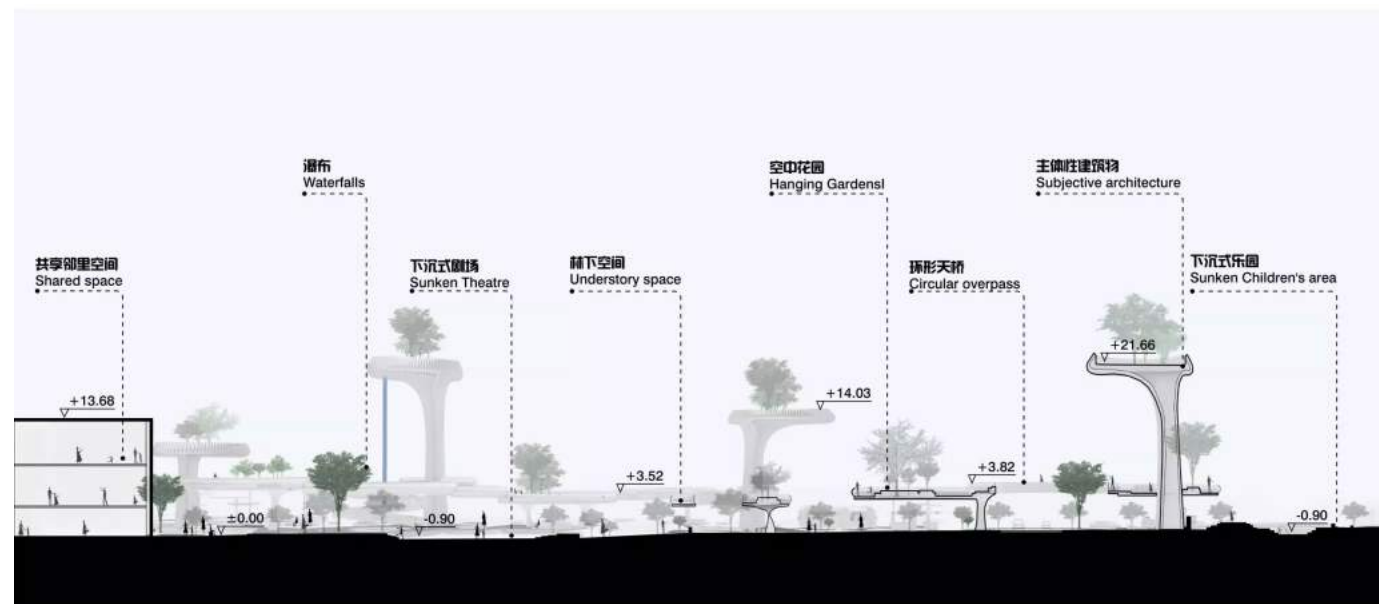 瀑布
Waterfalls
空中花园
Hanging Gardensl
主体性建筑物
Subjective architecture
共享邻里空间
Shared space
下沉式剧场
Sunken Theatre
林下空间
Understory space
环形天桥
Circular overpass
下沉式乐园
Sunken Children's area
+21.66
+13.68
+14.03
+3.52
+3.82
±0.00
-0.90
-0.90